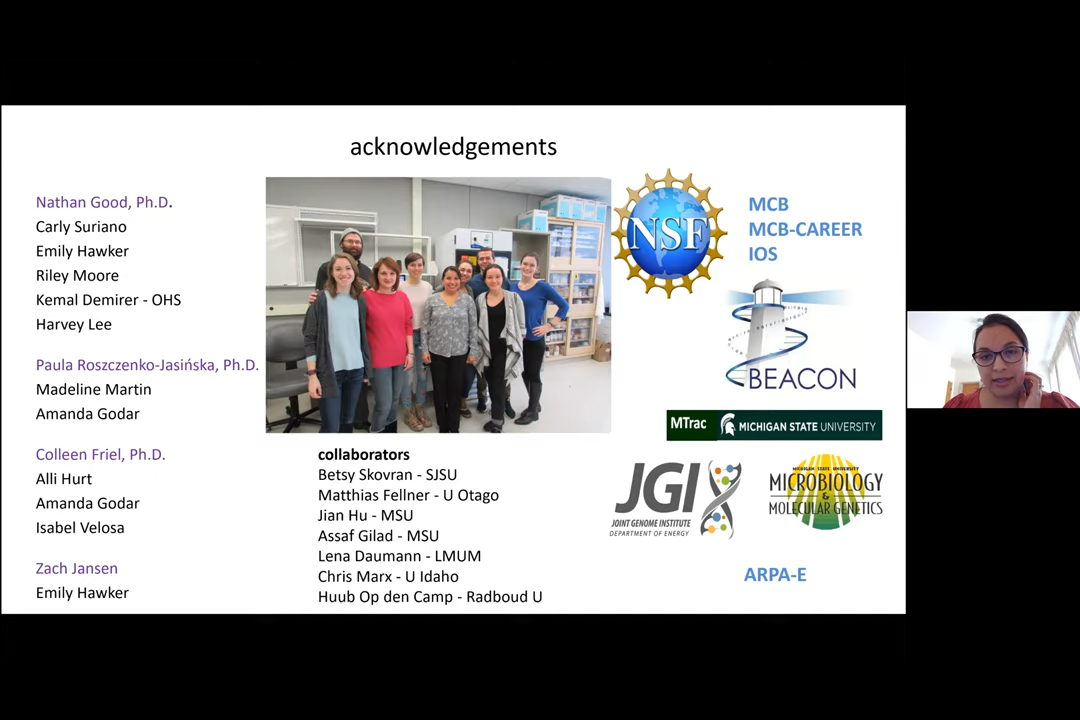 acknowledgements
Nathan Good, Ph.D.
Carly Suriano
Emily Hawker
Riley Moore
Kemal Demirer - OHS
Harvey Lee
Paula Roszczenko-Jasińska, Ph.D.
Madeline Martin
Amanda Godar
Colleen Friel, Ph.D.
Alli Hurt
Amanda Godar
Isabel Velosa
Zach Jansen
Emily Hawker
collaborators
Betsy Skovran - SJSU
Matthias Fellner - U Otago
Jian Hu - MSU
Assaf Gilad - MSU
Lena Daumann - LMUM
Chris Marx - U Idaho
Huub Op den Camp - Radboud U
NSF
MCB
MCB-CAREER
IOS
BEACON
MTrac
MICHIGAN STATE UNIVERSITY
JGI
JOINT GENOME INSTITUTE
DEPARTMENT OF ENERGY
MICHIGAN STATE UNIVERSITY
MICROBIOLOGY
&
MOLECULAR GENETICS
ARPA-E